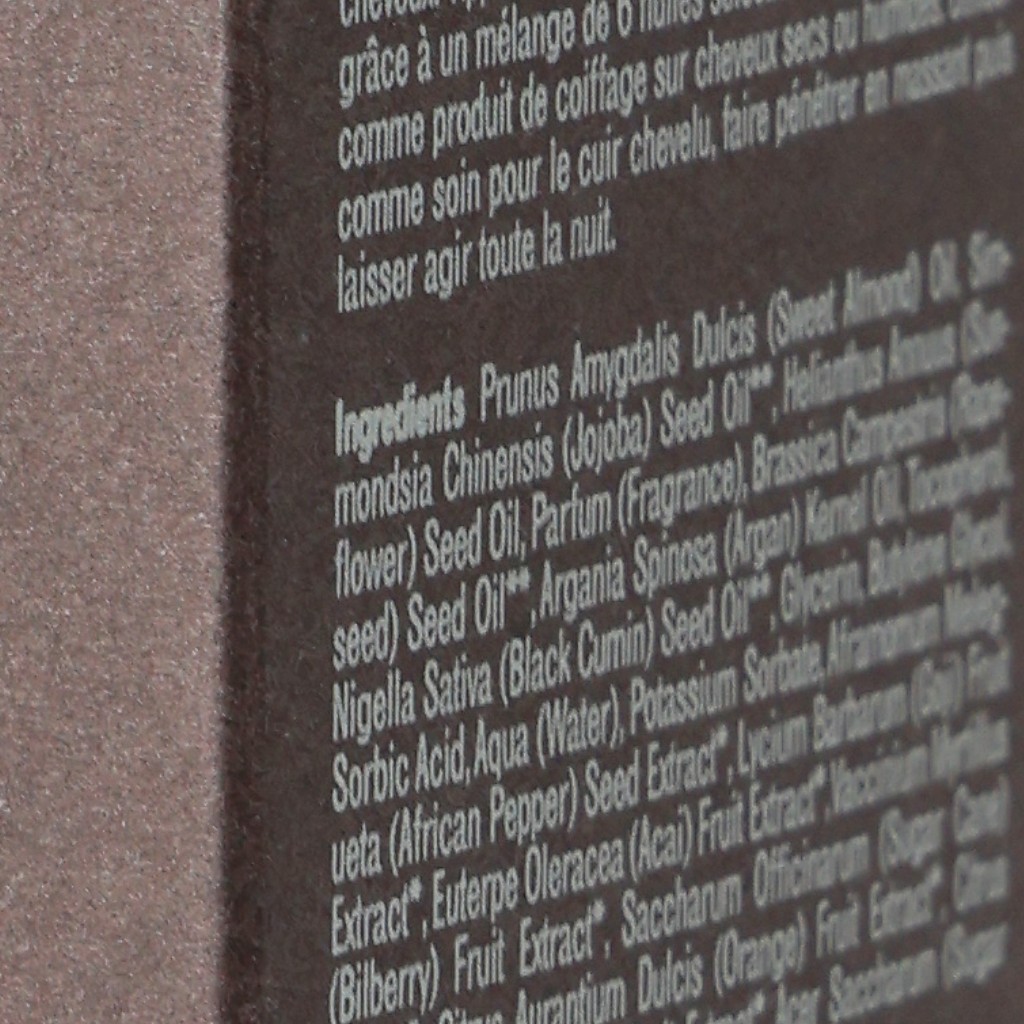 grâce à un mélange de 6 huiles
comme produit de coiffage sur cheveux secs ou humides
comme soin pour le cuir chevelu, faire pénétrer en massant puis
laisser agir toute la nuit.
Ingredients Prunus Amygdalis Dulcis (Sweet Almond) Oil, Sim-
mondsia Chinensis (Jojoba) Seed Oil**, Helianthus Annuus (Sun-
flower) Seed Oil, Parfum (Fragrance), Brassica Campestris (Rape-
seed) Seed Oil**, Argania Spinosa (Argan) Kernel Oil, Tocopherol,
Nigella Sativa (Black Cumin) Seed Oil**, Glycerin, Butylene Glycol,
Sorbic Acid, Aqua (Water), Potassium Sorbate, Aframomum Meleg-
ueta (African Pepper) Seed Extract*, Lycium Barbarum (Goji) Fruit
Extract*, Euterpe Oleracea (Acai) Fruit Extract*, Vaccinium Myrtillus
(Bilberry) Fruit Extract*, Saccharum Officinarum (Sugar Cane)
Citrus Aurantium Dulcis (Orange) Fruit Extract*, Citrus
Extract*, Acer Saccharum (Sugar